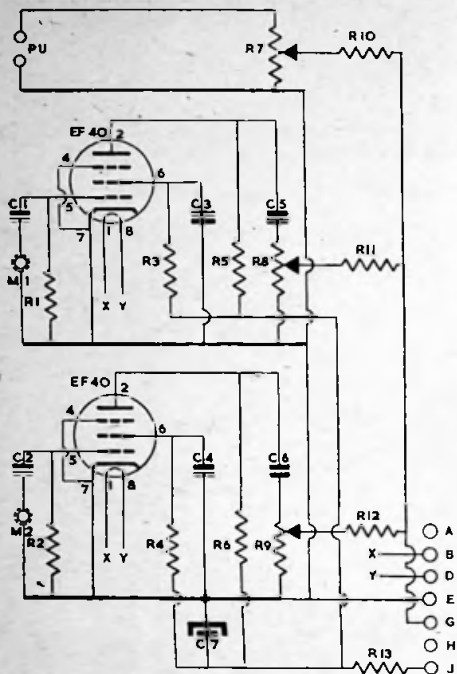 PU
R7
R10
EF40
2
4
6
5
7
1
8
C1
M1
R1
X Y
R3
C3
R5
C5
R8
R11
EF40
2
4
6
5
7
1
8
C2
M2
R2
X Y
R4
C4
R6
C6
R9
R12
C7
R13
A
X
B
Y
D
E
G
H
J